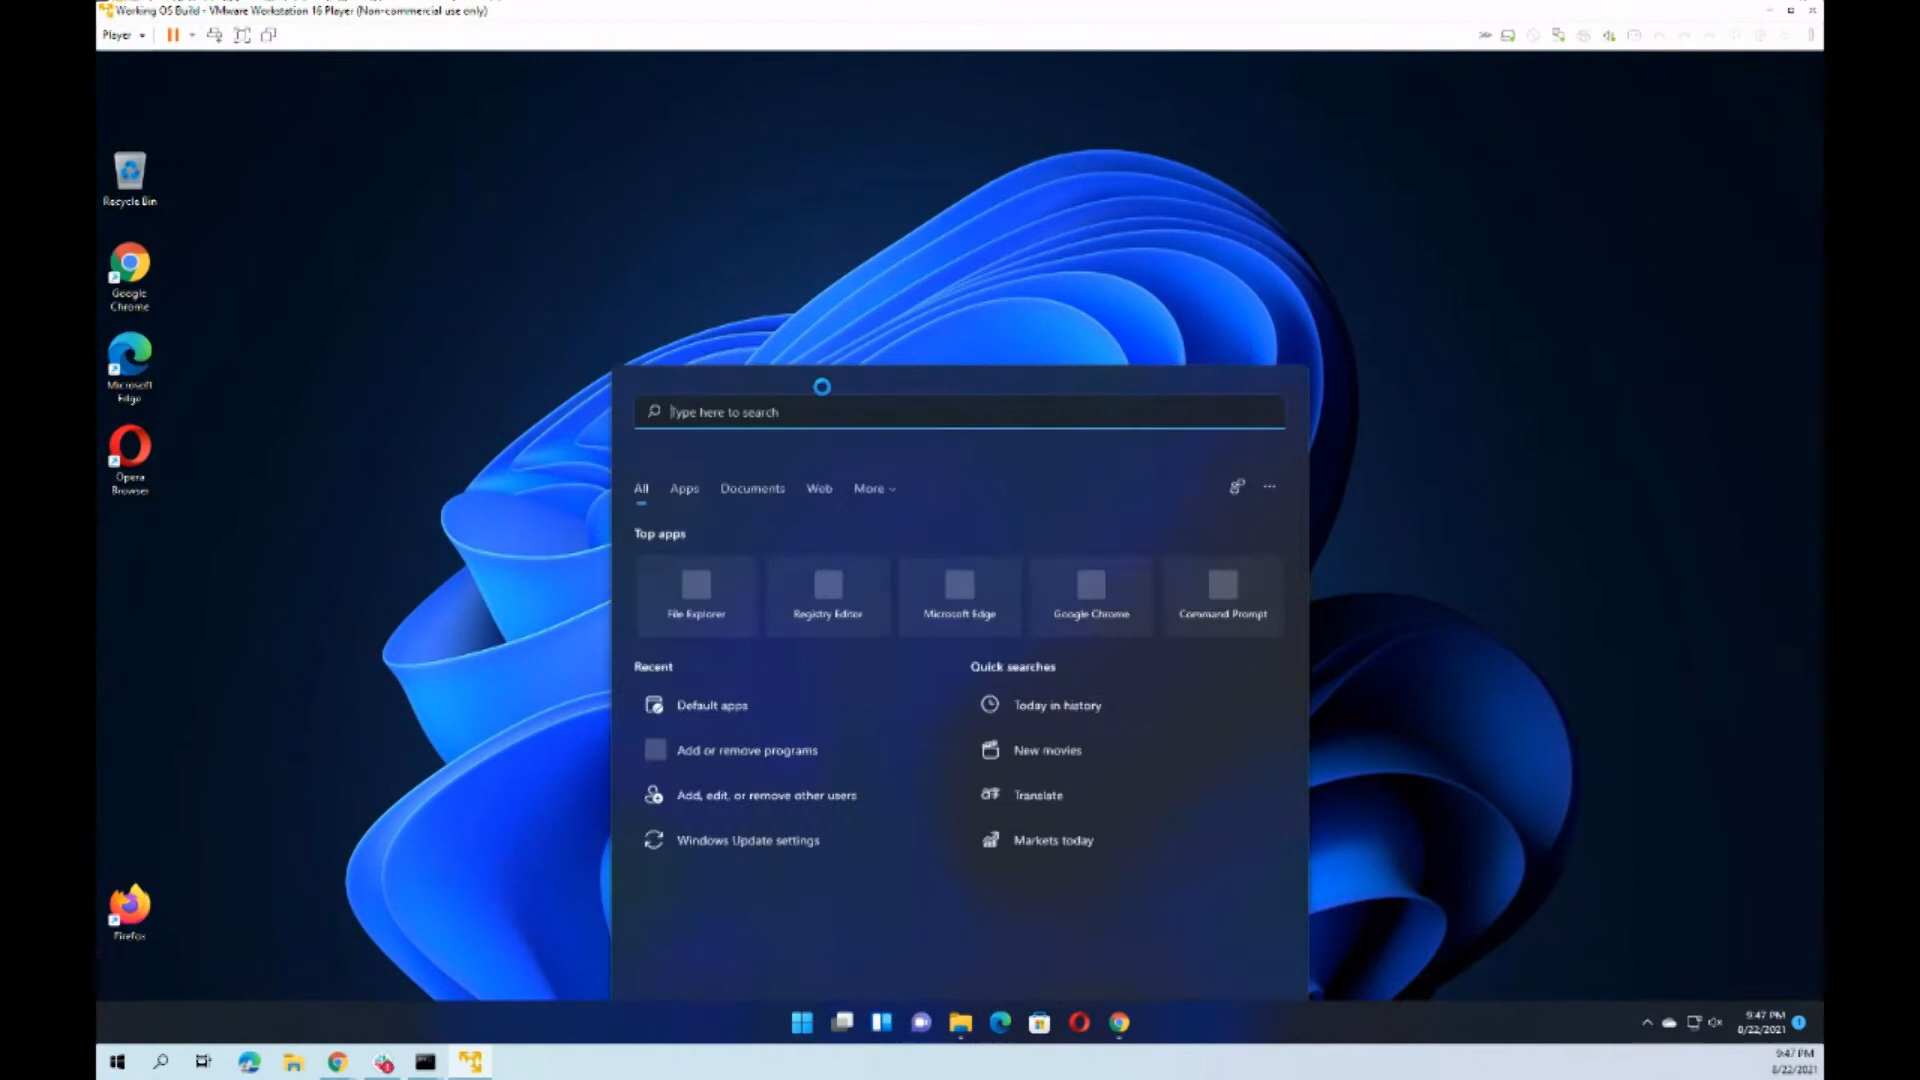 Working OS Build - VMware Workstation 16 Player (Non-commercial use only)
Player
Recycle Bin
Google
Chrome
Microsoft
Edge
Opera
Browser
Firefox
Type here to search
All Apps Documents Web More
Top apps
File Explorer Registry Editor Microsoft Edge Google Chrome Command Prompt
Recent
Default apps
Add or remove programs
Add, edit, or remove other users
Windows Update settings
Quick searches
Today in history
New movies
Translate
Markets today
9:47 PM
8/22/2021
1
9:47 PM
8/22/2021